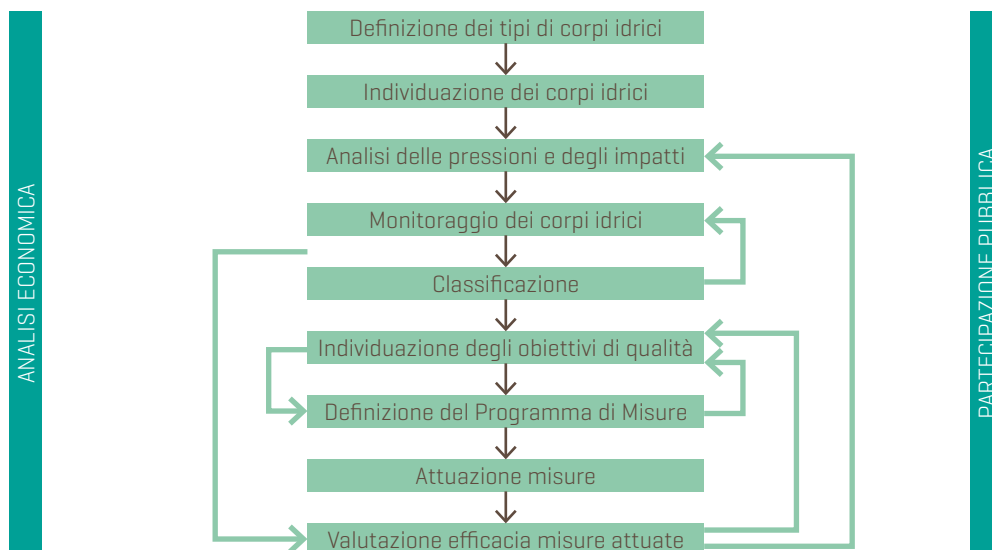 ANALISI ECONOMICA
Definizione dei tipi di corpi idrici
Individuazione dei corpi idrici
Analisi delle pressioni e degli impatti
Monitoraggio dei corpi idrici
Classificazione
Individuazione degli obiettivi di qualità
Definizione del Programma di Misure
Attuazione misure
Valutazione efficacia misure attuate
PARTECIPAZIONE PUBBLICA